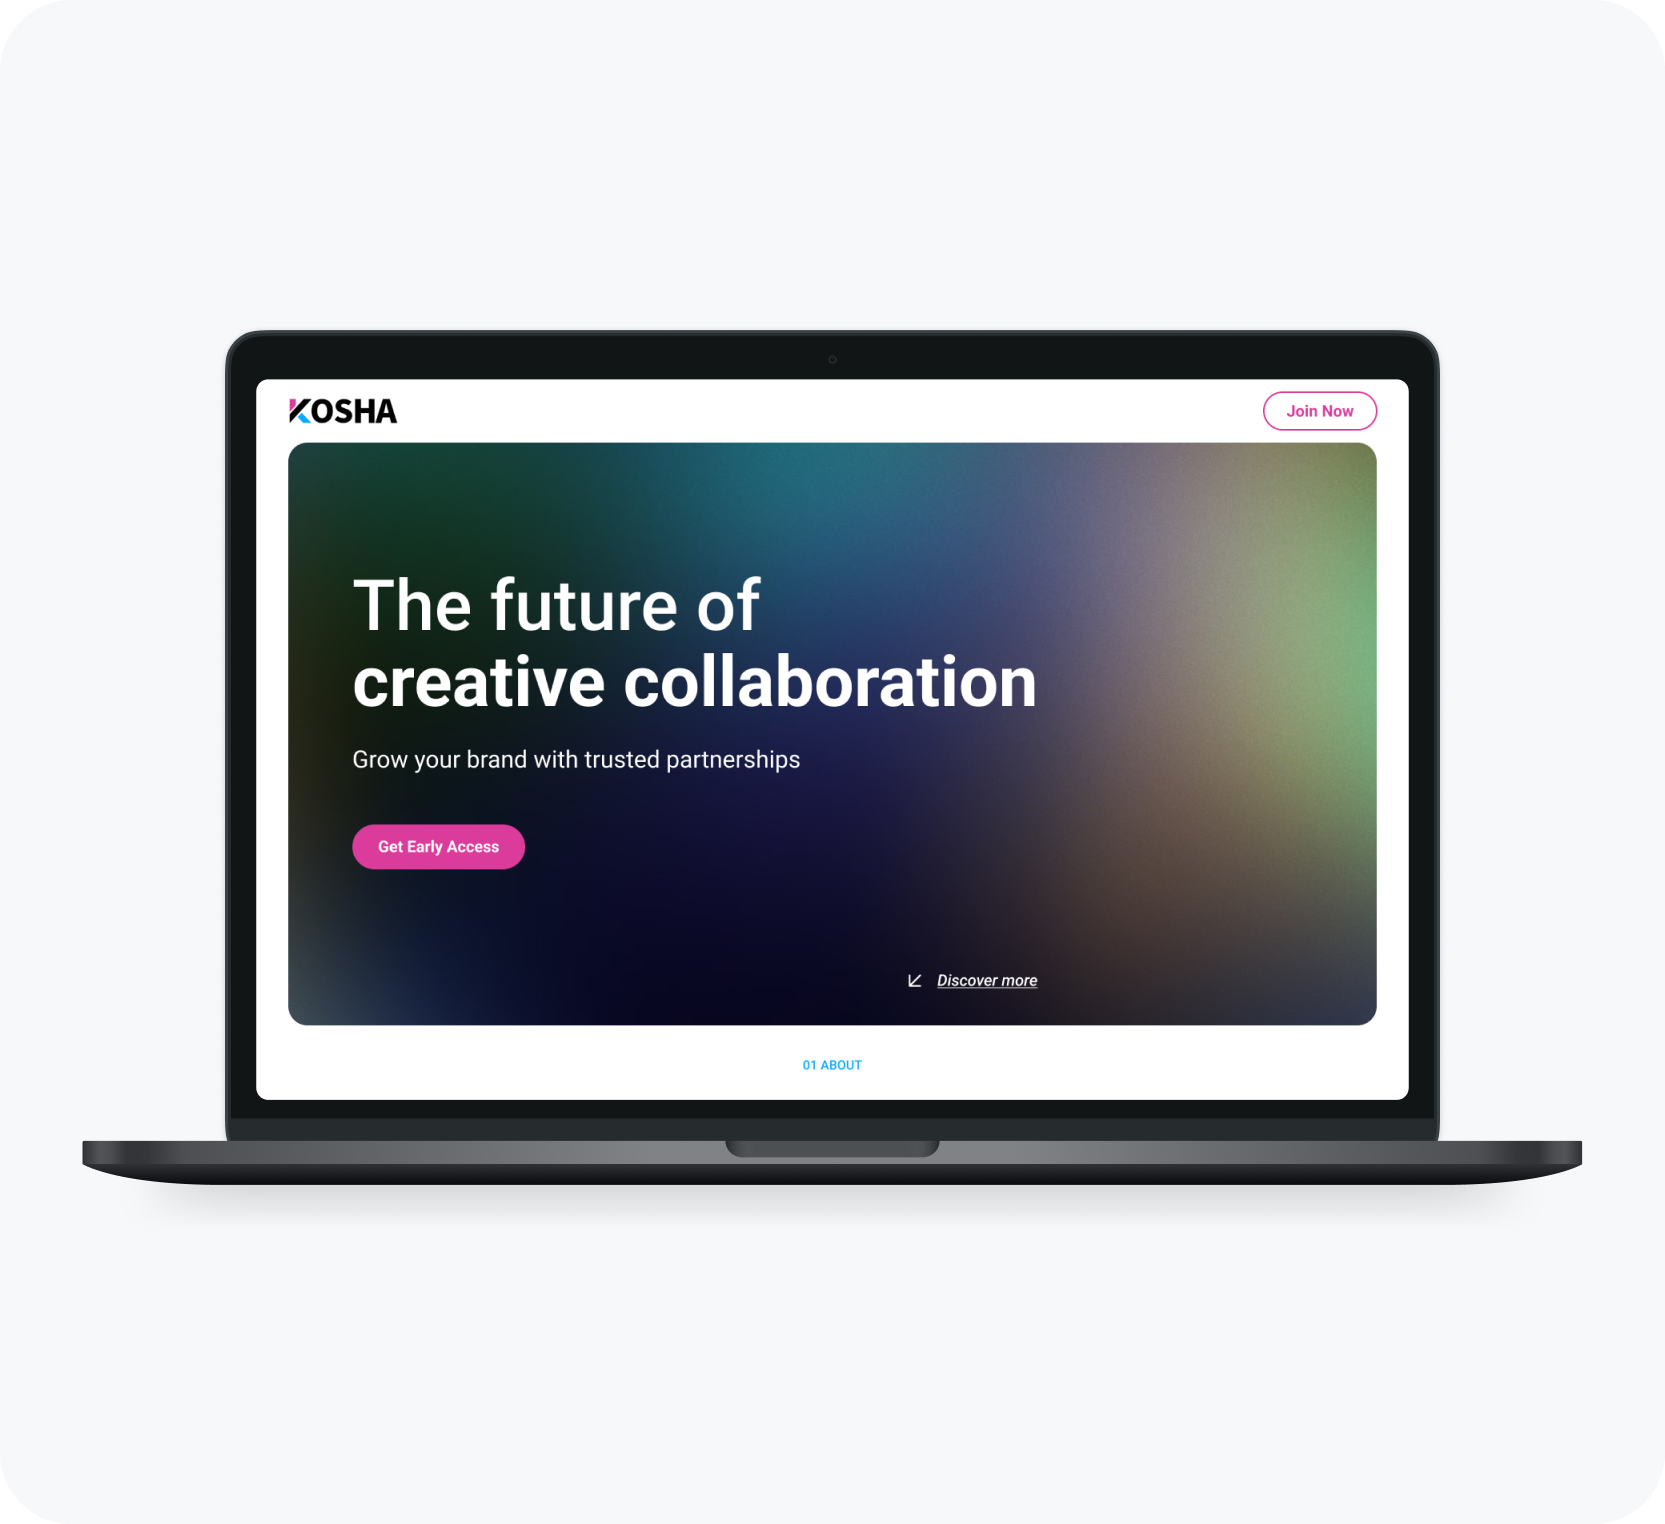 KOSHA
Join Now
The future of
creative collaboration
Grow your brand with trusted partnerships
Get Early Access
Discover more
01 ABOUT